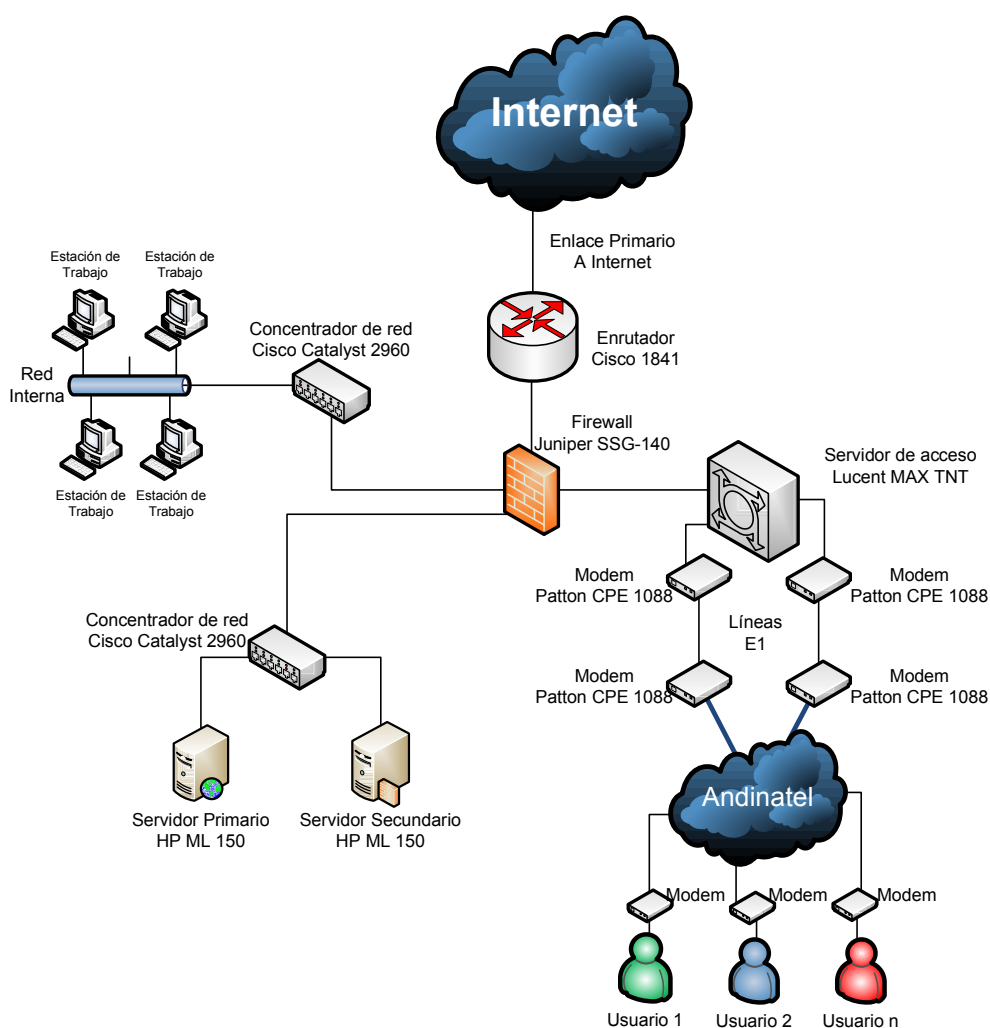 Internet
Enlace Primario
A Internet
Estación de
Trabajo
Estación de
Trabajo
Concentrador de red
Cisco Catalyst 2960
Enrutador
Cisco 1841
Red
Interna
Firewall
Juniper SSG-140
Servidor de acceso
Lucent MAX TNT
Estación de
Trabajo
Estación de
Trabajo
Modem
Patton CPE 1088
Modem
Patton CPE 1088
Líneas
E1
Concentrador de red
Cisco Catalyst 2960
Modem
Patton CPE 1088
Modem
Patton CPE 1088
Servidor Primario
HP ML 150
Servidor Secundario
HP ML 150
Andinatel
Modem
Modem
Modem
Usuario 1
Usuario 2
Usuario n